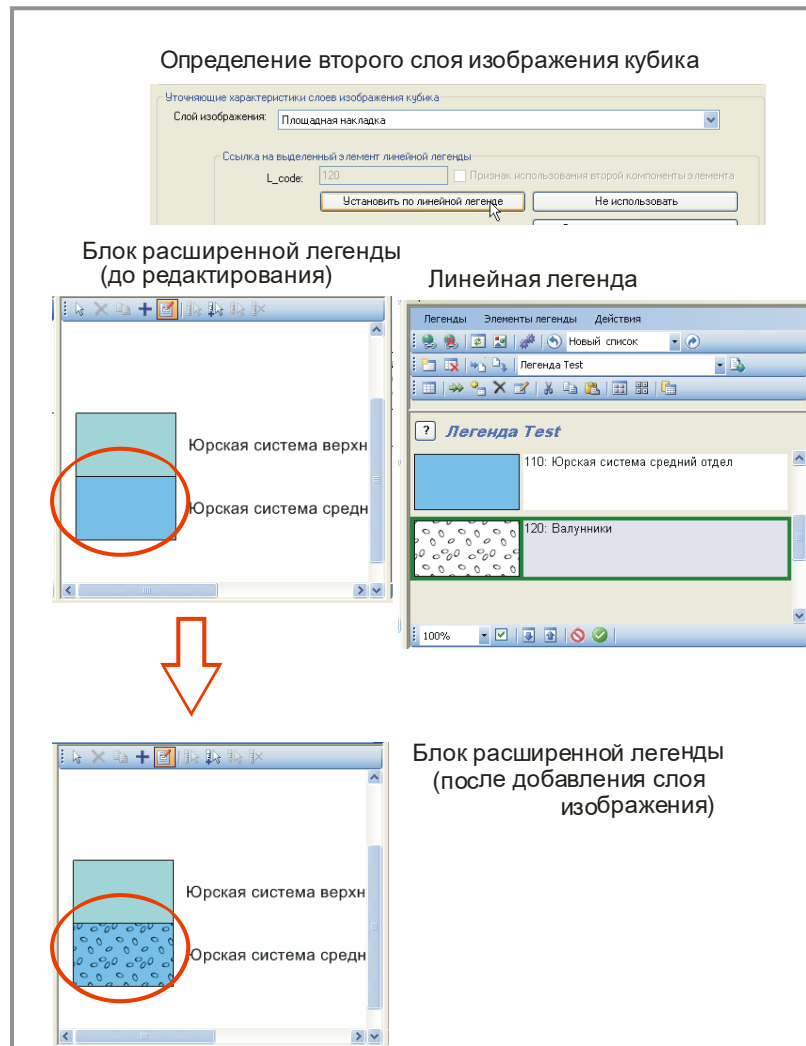 Определение второго слоя изображения кубика
Уточняющие характеристики слоев изображения кубика
Слой изображения: Площадная накладка
Ссылка на выделенный элемент линейной легенды
L_code: 120 Признак использования второй компоненты элемента
Установить по линейной легенде Не использовать
Блок расширенной легенды
(до редактирования)
Линейная легенда
Юрская система верхн
Юрская система средн
Легенды Элементы легенды Действия
Новый список
Легенда Test
? Легенда Test
110: Юрская система средний отдел
120: Валунники
100%
Блок расширенной легенды
(после добавления слоя
изображения)
Юрская система верхн
Юрская система средн